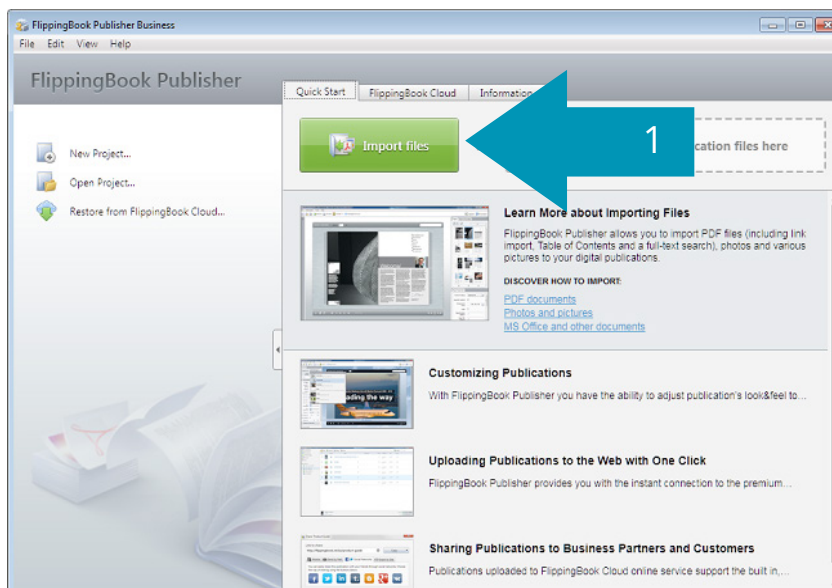 FlippingBook Publisher Business
File Edit View Help
FlippingBook Publisher
Quick Start FlippingBook Cloud Information
New Project...
Open Project...
Restore from FlippingBook Cloud...
Import files
1
cation files here
Learn More about Importing Files
FlippingBook Publisher allows you to import PDF files (including link
import, Table of Contents and a full-text search), photos and various
pictures to your digital publications.
DISCOVER HOW TO IMPORT:
PDF documents
Photos and pictures
MS Office and other documents
Customizing Publications
With FlippingBook Publisher you have the ability to adjust publication's look&feel to...
ading the way
Uploading Publications to the Web with One Click
FlippingBook Publisher provides you with the instant connection to the premium...
Sharing Publications to Business Partners and Customers
Publications uploaded to FlippingBook Cloud online service support the built in,...